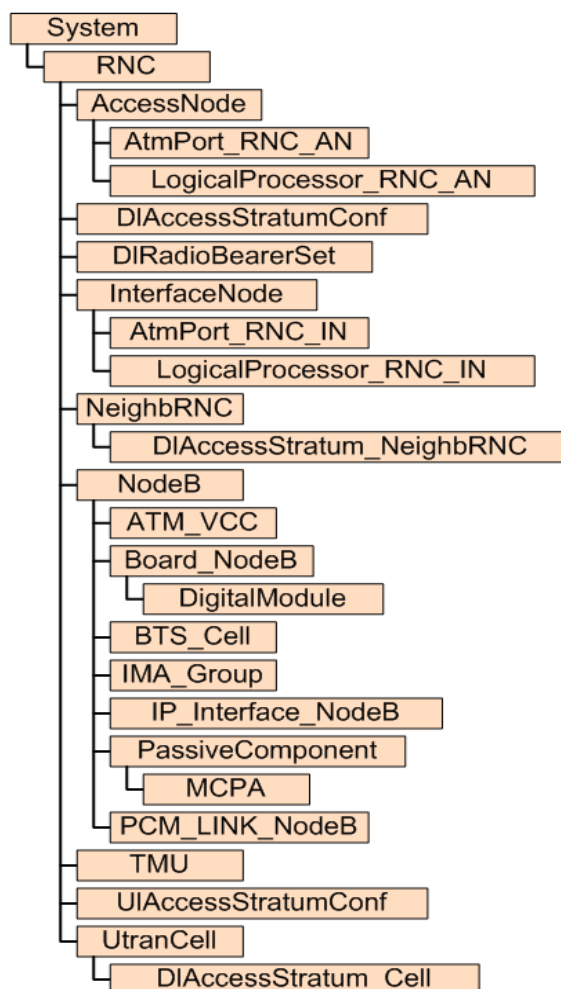 System
RNC
AccessNode
AtmPort_RNC_AN
LogicalProcessor_RNC_AN
DlAccessStratumConf
DlRadioBearerSet
InterfaceNode
AtmPort_RNC_IN
LogicalProcessor_RNC_IN
NeighbRNC
DlAccessStratum_NeighbRNC
NodeB
ATM_VCC
Board_NodeB
DigitalModule
BTS_Cell
IMA_Group
IP_Interface_NodeB
PassiveComponent
MCPA
PCM_LINK_NodeB
TMU
UlAccessStratumConf
UtranCell
DlAccessStratum_Cell